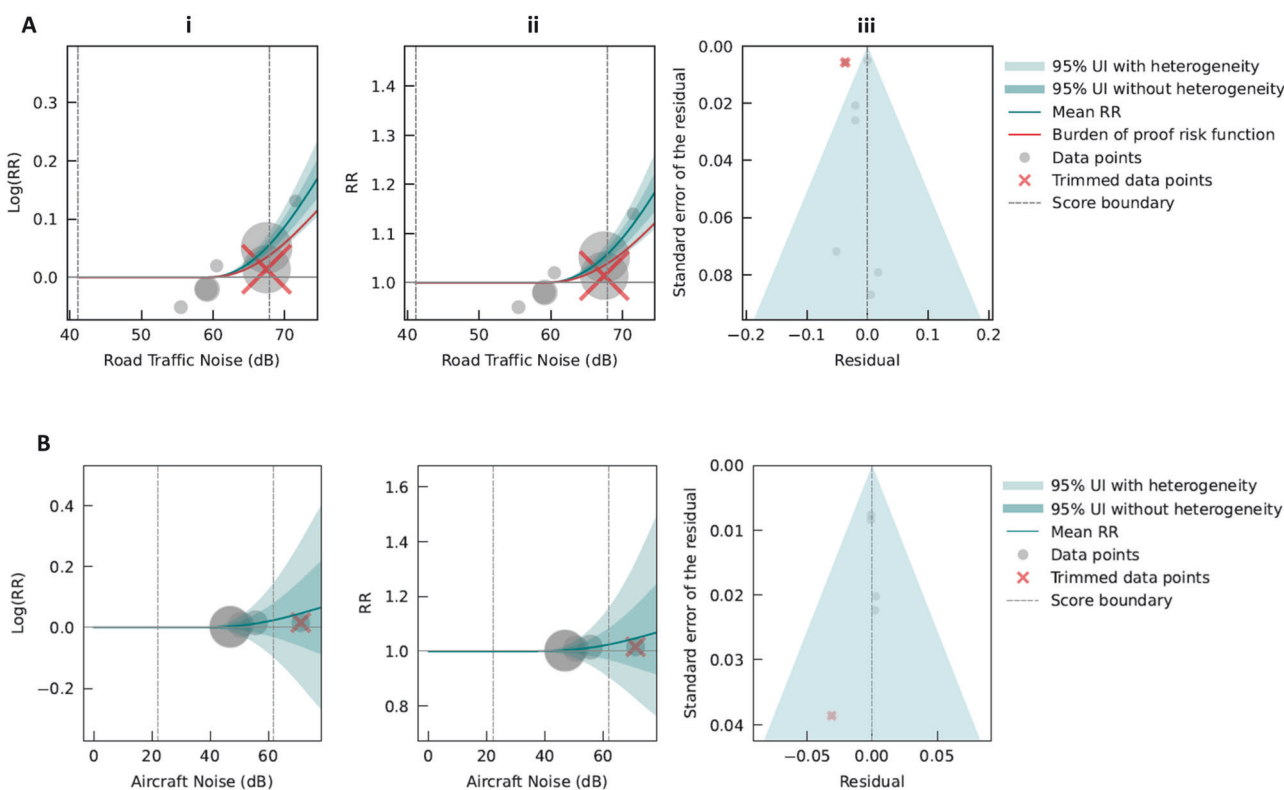 A
i
ii
iii
Log(RR)
0.3
0.2
0.1
0.0
40
50
60
70
Road Traffic Noise (dB)
RR
1.4
1.3
1.2
1.1
1.0
40
50
60
70
Road Traffic Noise (dB)
Standard error of the residual
0.00
0.02
0.04
0.06
0.08
−0.2
−0.1
0.0
0.1
0.2
Residual
95% UI with heterogeneity
95% UI without heterogeneity
Mean RR
Burden of proof risk function
Data points
Trimmed data points
Score boundary
B
Log(RR)
0.4
0.2
0.0
−0.2
0
20
40
60
Aircraft Noise (dB)
RR
1.6
1.4
1.2
1.0
0.8
0
20
40
60
Aircraft Noise (dB)
Standard error of the residual
0.00
0.01
0.02
0.03
0.04
−0.05
0.00
0.05
Residual
95% UI with heterogeneity
95% UI without heterogeneity
Mean RR
Data points
Trimmed data points
Score boundary